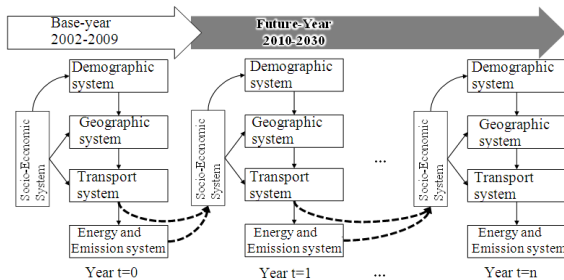 Base-year
2002-2009
Future-Year
2010-2030
Demographic
system
Geographic
system
Transport
system
Energy and
Emission system
Socio-Economic
System
Year t=0
Demographic
system
Geographic
system
Transport
system
Energy and
Emission system
Socio-Economic
System
Year t=1
...
...
Demographic
system
Geographic
system
Transport
system
Energy and
Emission system
Socio-Economic
System
Year t=n